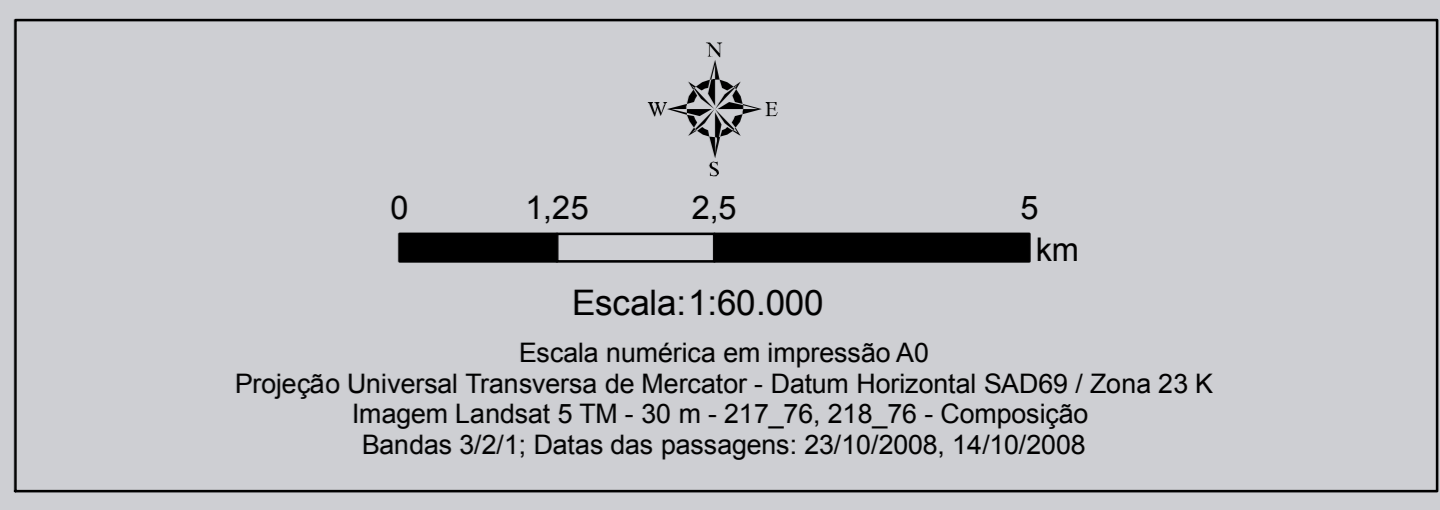 N
W E
S
0 1,25 2,5 5
km
Escala:1:60.000
Escala numérica em impressão A0
Projeção Universal Transversa de Mercator - Datum Horizontal SAD69 / Zona 23 K
Imagem Landsat 5 TM - 30 m - 217_76, 218_76 - Composição
Bandas 3/2/1; Datas das passagens: 23/10/2008, 14/10/2008